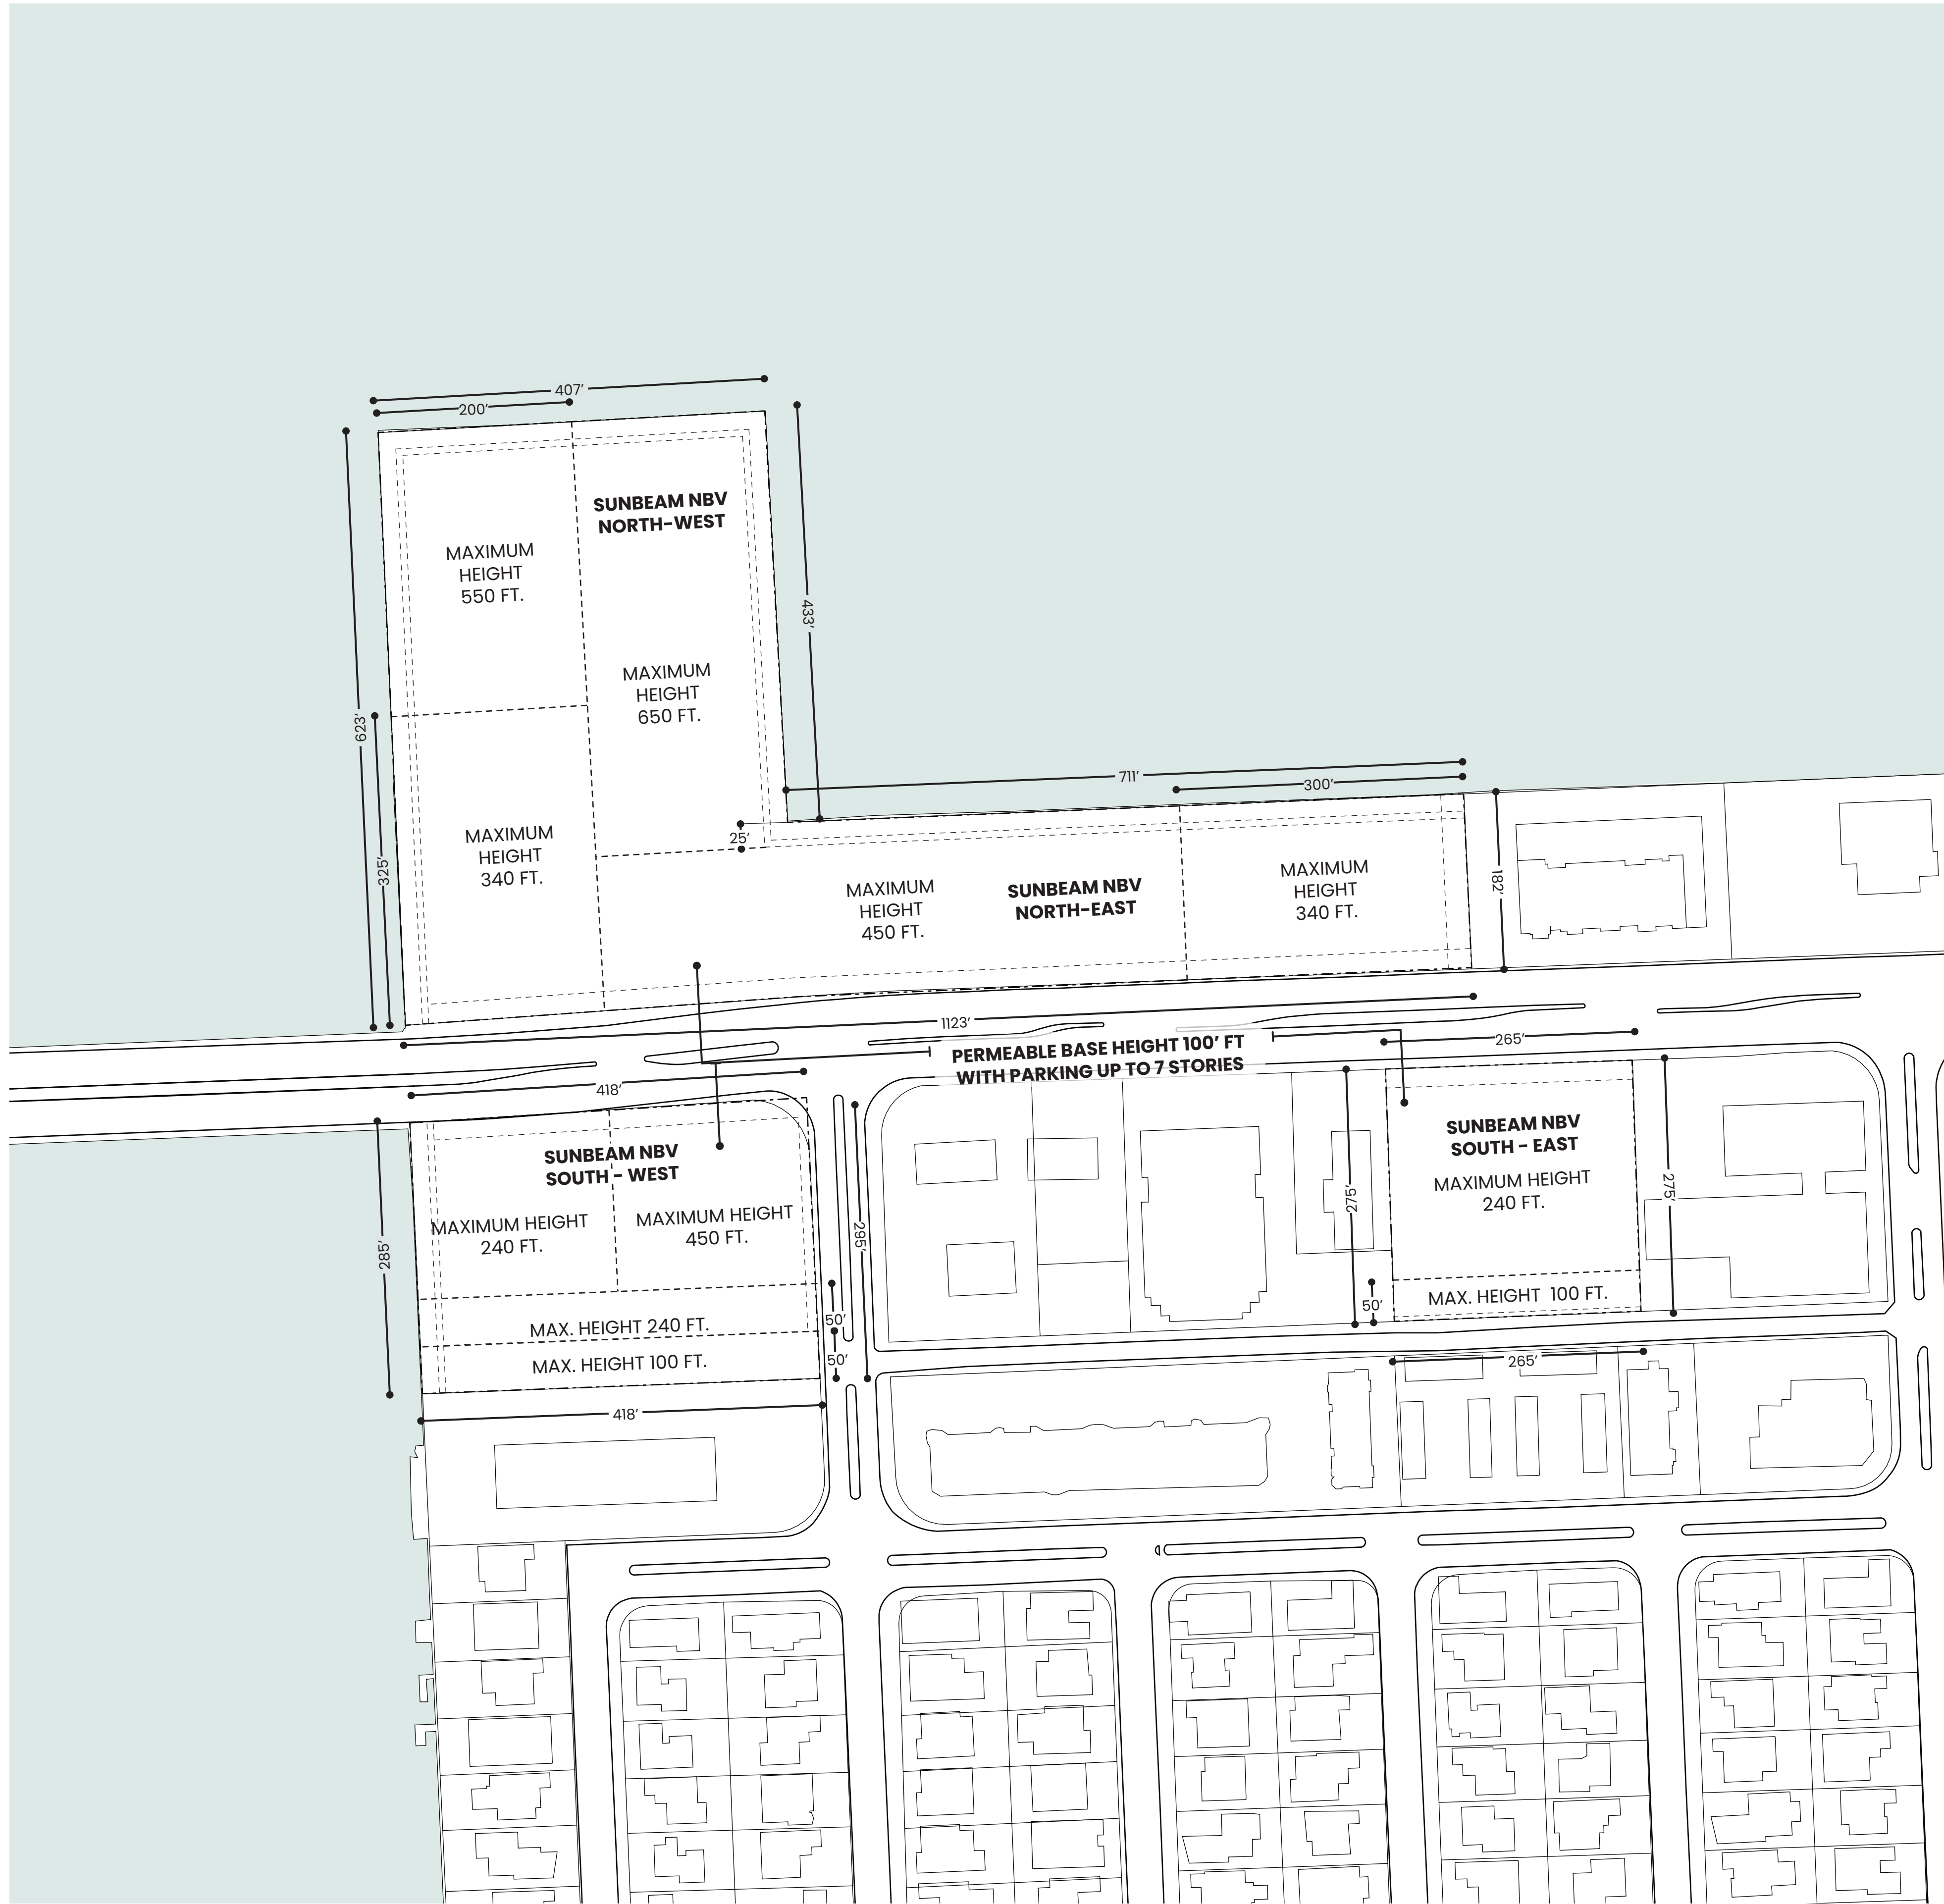 407’
200’
SUNBEAM NBV
NORTH-WEST
MAXIMUM
HEIGHT
550 FT.
433’
MAXIMUM
HEIGHT
650 FT.
623’
711’
300’
25’
MAXIMUM
HEIGHT
340 FT.
325’
MAXIMUM
HEIGHT
450 FT.
SUNBEAM NBV
NORTH-EAST
MAXIMUM
HEIGHT
340 FT.
182’
1123’
PERMEABLE BASE HEIGHT 100’ FT
WITH PARKING UP TO 7 STORIES
265’
418’
SUNBEAM NBV
SOUTH - WEST
MAXIMUM HEIGHT
240 FT.
MAXIMUM HEIGHT
450 FT.
285’
295’
MAX. HEIGHT 240 FT.
50’
MAX. HEIGHT 100 FT.
50’
418’
SUNBEAM NBV
SOUTH - EAST
MAXIMUM HEIGHT
240 FT.
275’
275’
MAX. HEIGHT 100 FT.
50’
265’